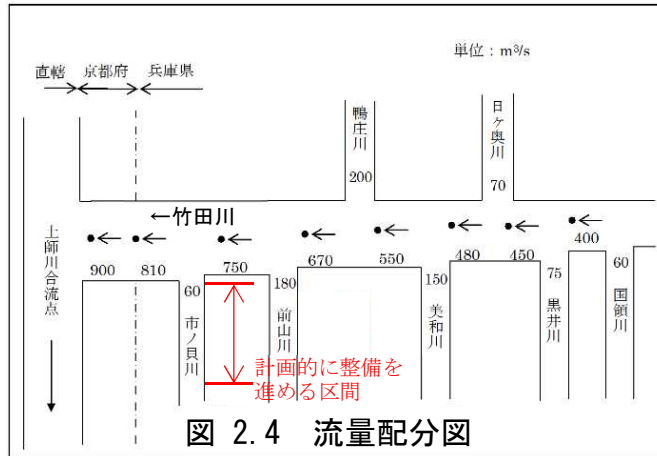 単位：m³/s
直轄 京都府 兵庫県
鴨庄川
200
日ヶ奥川
70
←竹田川
土師川合流点
900 810 750 670 550 480 450 400
60
市ノ貝川
180
前山川
150
美和川
75
黒井川
60
国領川
計画的に整備を
進める区間
図 2.4 流量配分図